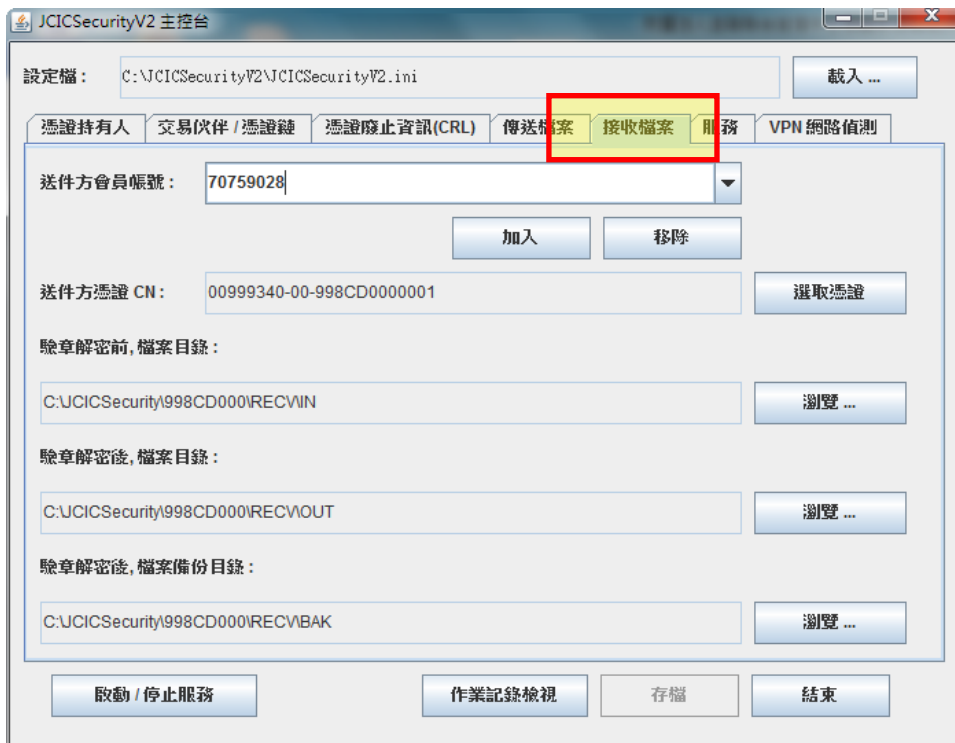 JCICSecurityV2 主控台
設定檔： C:\JCICSecurityV2\JCICSecurityV2.ini 載入 ...
憑證持有人 交易伙伴 / 憑證鏈 憑證廢止資訊(CRL) 傳送檔案 接收檔案 服務 VPN 網路偵測
送件方會員帳號： 70759028
加入 移除
送件方憑證 CN： 00999340-00-998CD0000001 選取憑證
驗章解密前, 檔案目錄：
C:\JCICSecurity\998CD000\RECV\IN 瀏覽 ...
驗章解密後, 檔案目錄：
C:\JCICSecurity\998CD000\RECV\OUT 瀏覽 ...
驗章解密後, 檔案備份目錄：
C:\JCICSecurity\998CD000\RECV\BAK 瀏覽 ...
啟動 / 停止服務 作業記錄檢視 存檔 結束